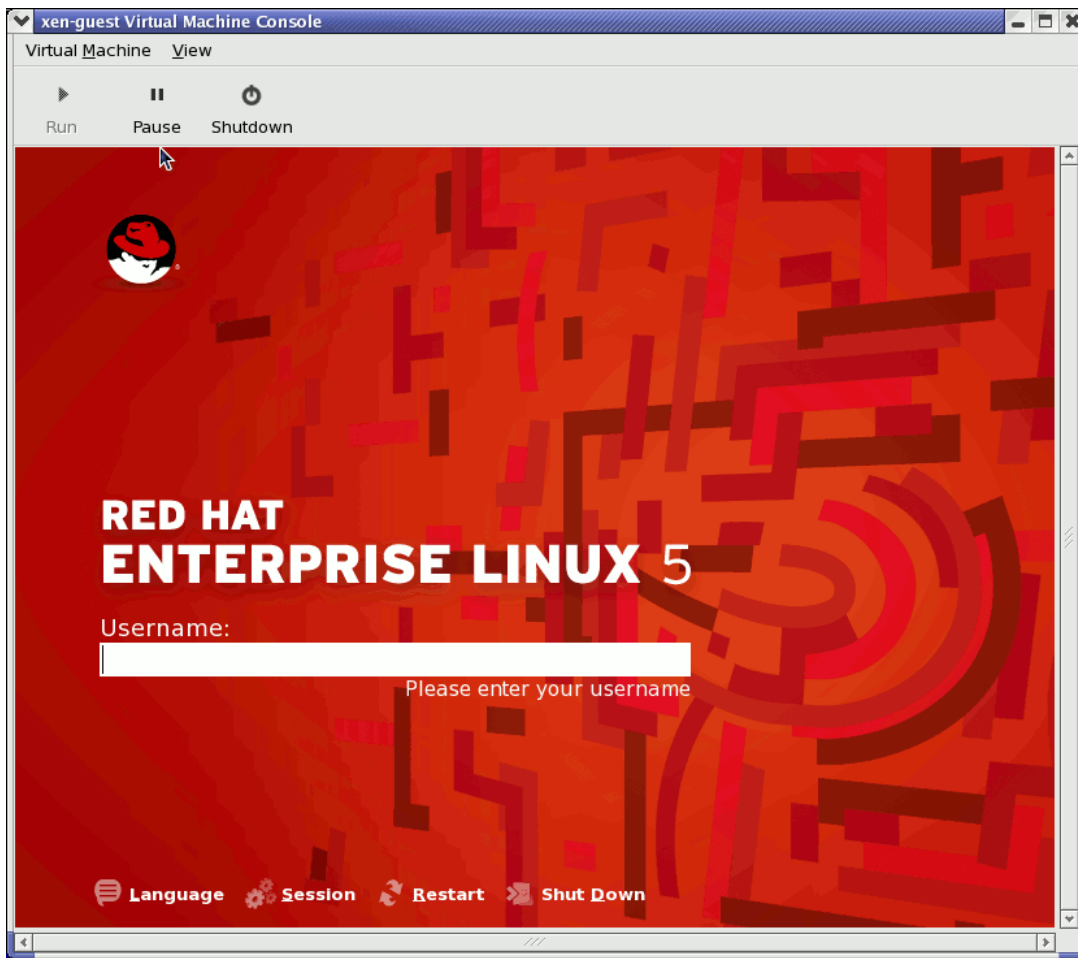 xen-guest Virtual Machine Console
Virtual Machine View
Run Pause Shutdown
RED HAT
ENTERPRISE LINUX 5
Username:
Please enter your username
Language Session Restart Shut Down